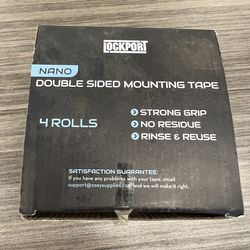 LOCKPORT
NANO
DOUBLE SIDED MOUNTING TAPE
4 ROLLS
STRONG GRIP
NO RESIDUE
RINSE & REUSE
SATISFACTION GUARANTEE:
If you have any problems with your tape, email
support@zoeysupplies.com and we will make it right.